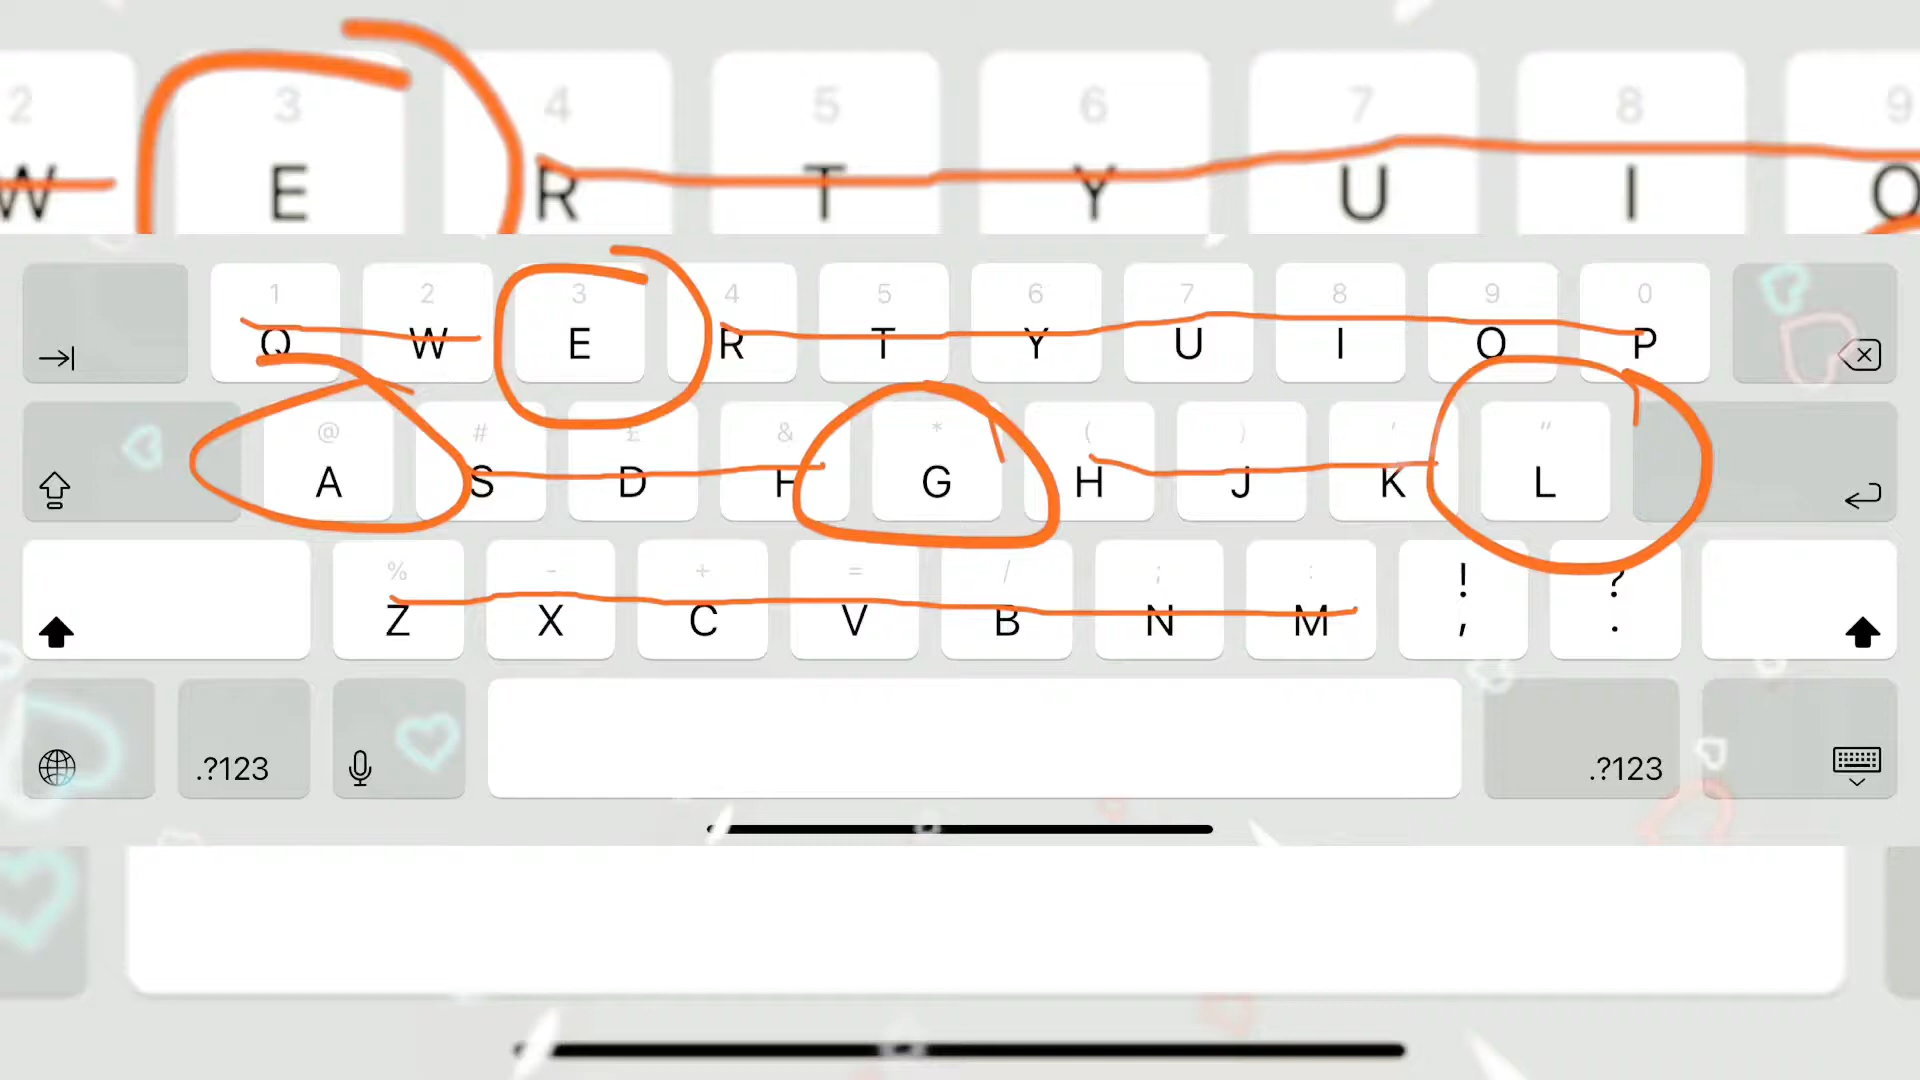 2 3 4 5 6 7 8 9
W E R T Y U I O
1 2 3 4 5 6 7 8 9 0
Q W E R T Y U I O P
@ # £ & * ( ) ' "
A S D F G H J K L
% - + = / ; : ! ?
Z X C V B N M , .
.?123 .?123